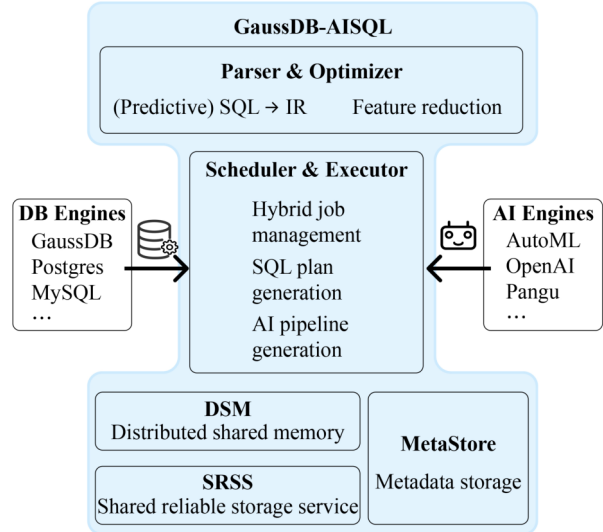 GaussDB-AISQL
Parser & Optimizer
(Predictive) SQL → IR Feature reduction
Scheduler & Executor
Hybrid job
management
SQL plan
generation
AI pipeline
generation
DB Engines
GaussDB
Postgres
MySQL
…
AI Engines
AutoML
OpenAI
Pangu
…
DSM
Distributed shared memory
SRSS
Shared reliable storage service
MetaStore
Metadata storage